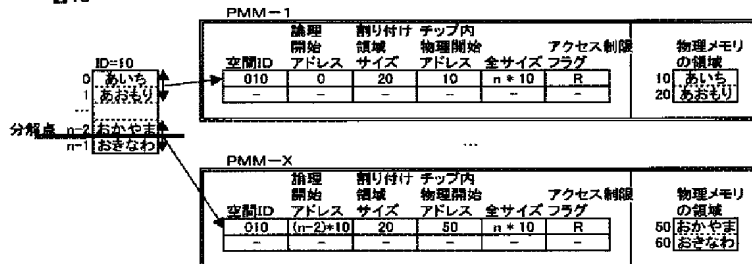 PMM-1
論理 割り付け チップ内
開始 領域 物理開始 アクセス制限 物理メモリ
空間ID アドレス サイズ アドレス 全サイズ フラグ の領域
010 0 20 10 n * 10 R 10 あいち
- - - - - - 20 あおもり
ID=10
0 あいち
1 あおもり
...
分解点 n-2 おかやま
n-1 おきなわ
...
PMM-X
論理 割り付け チップ内
開始 領域 物理開始 アクセス制限 物理メモリ
空間ID アドレス サイズ アドレス 全サイズ フラグ の領域
010 (n-2)*10 20 50 n * 10 R 50 おかやま
- - - - - - 60 おきなわ